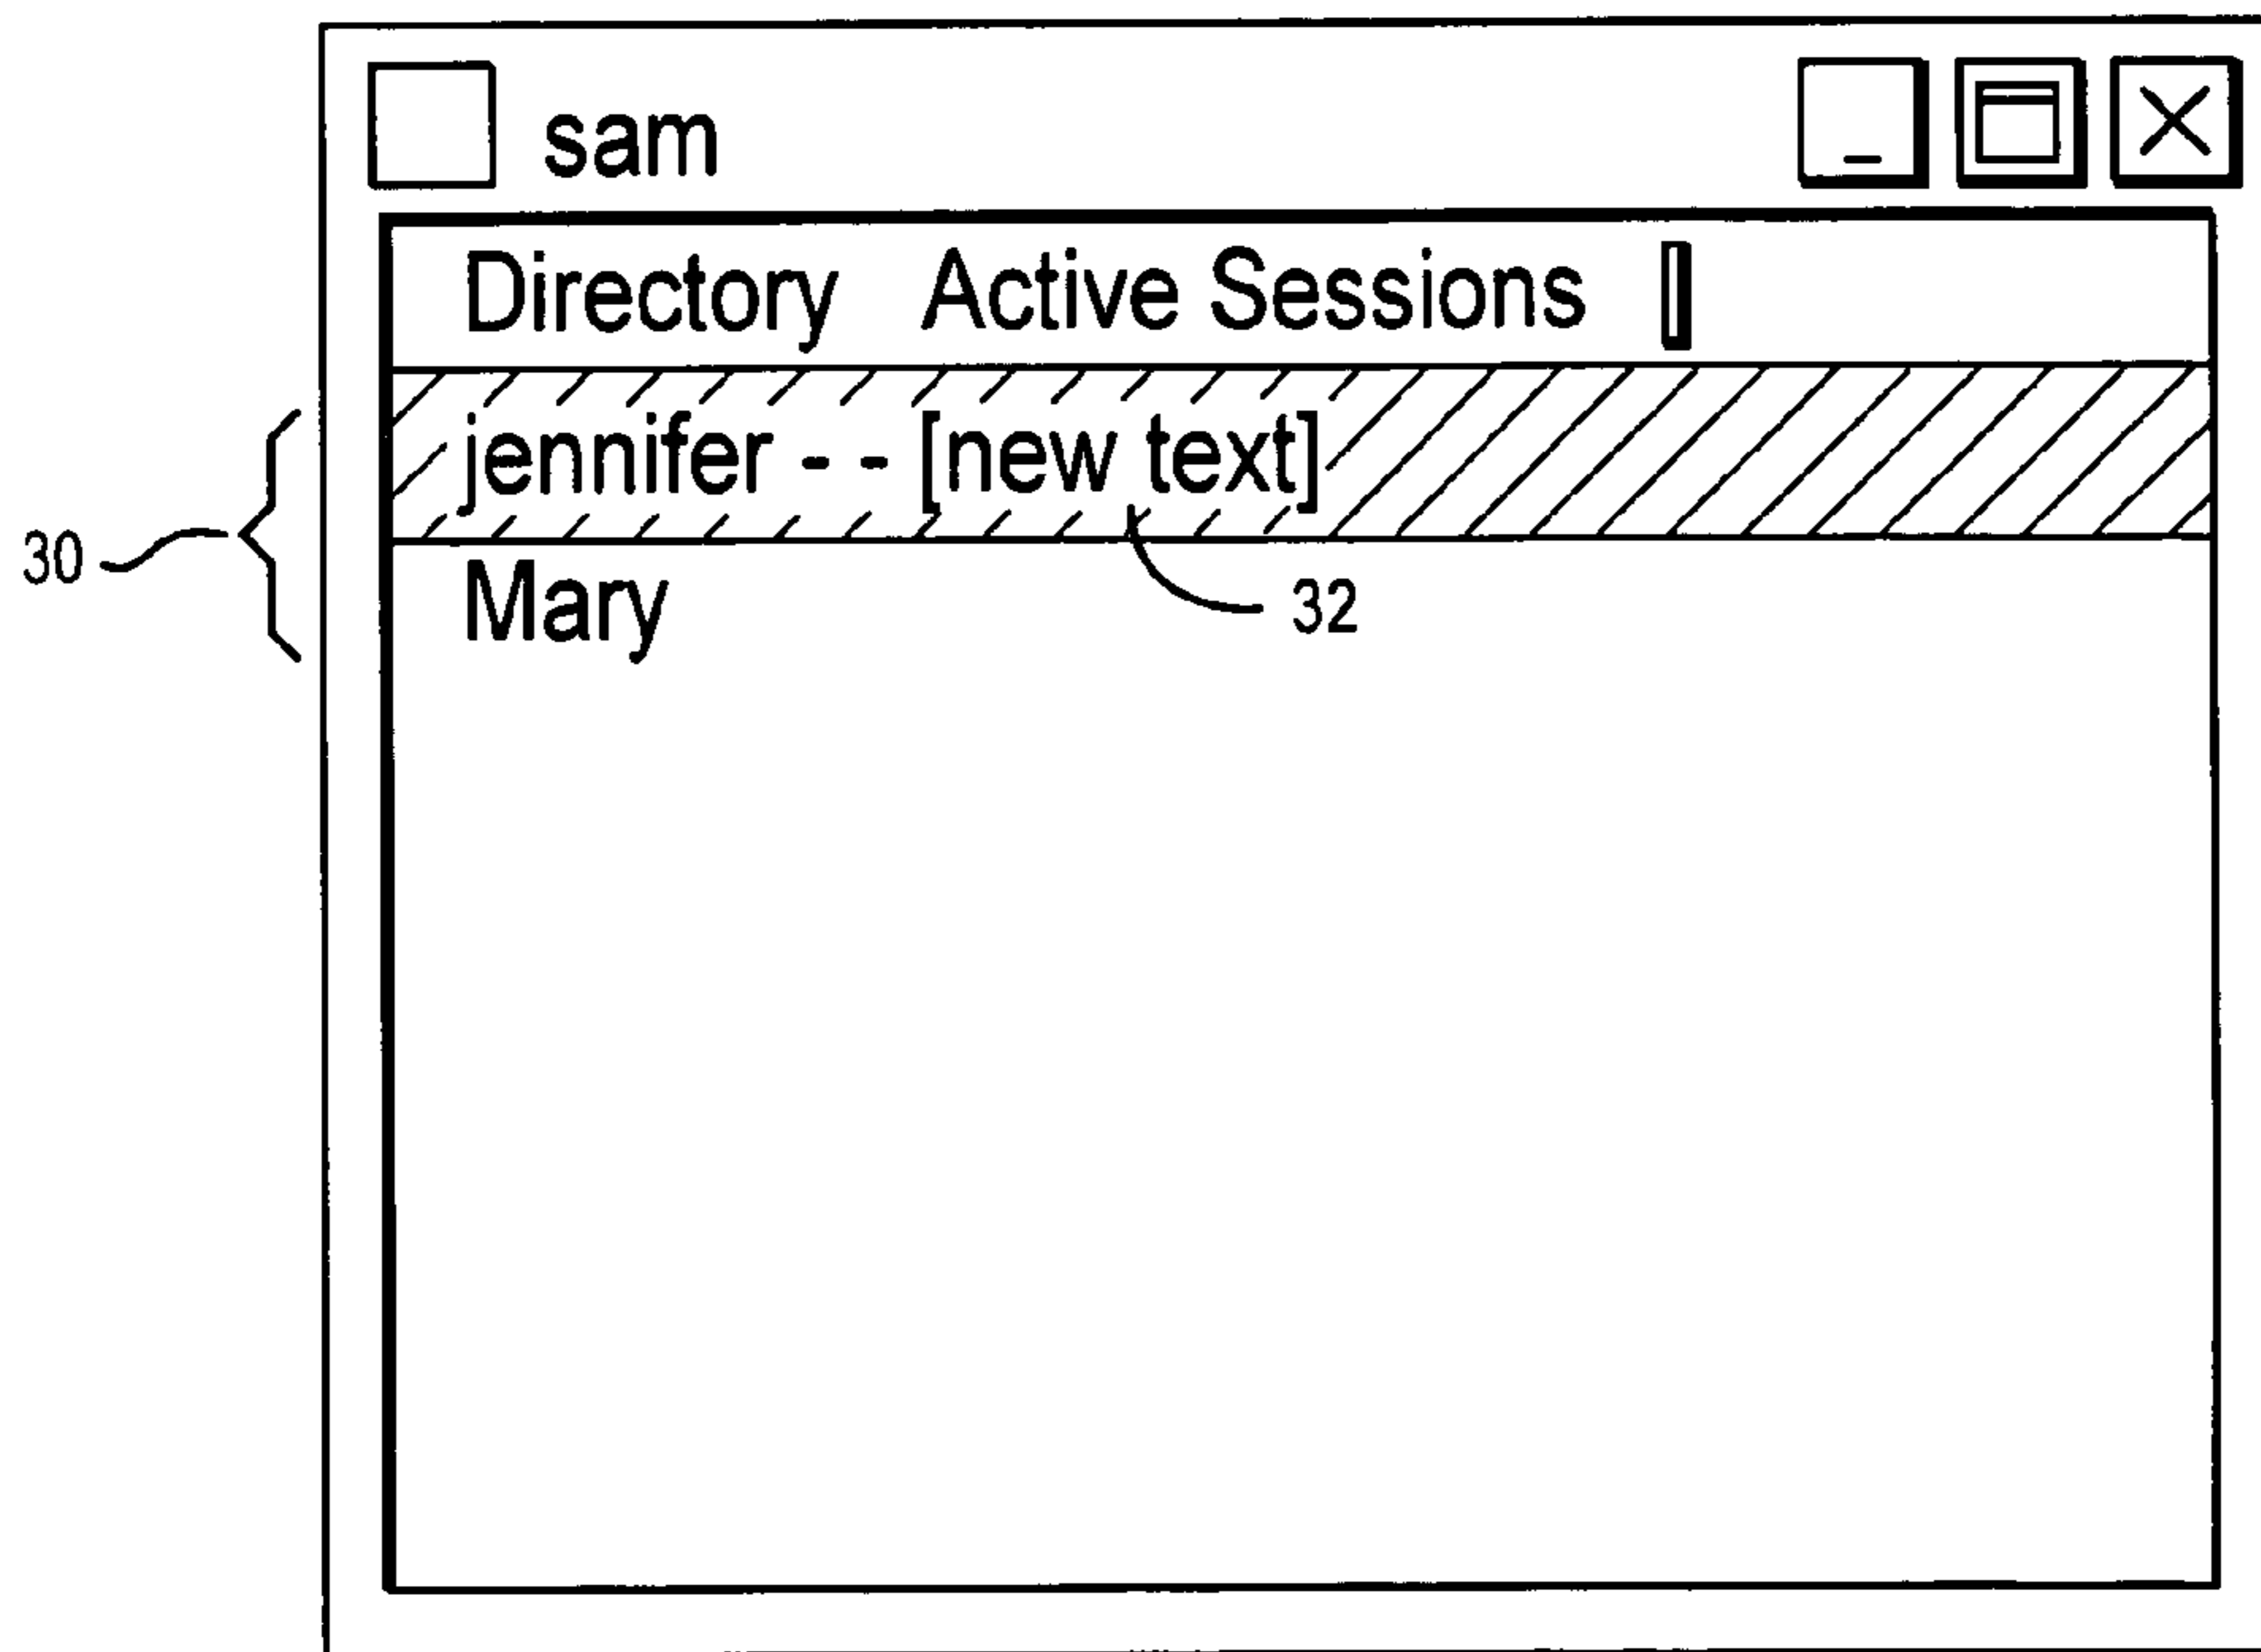 sam
Directory Active Sessions
jennifer - - [new text]
30
Mary
32